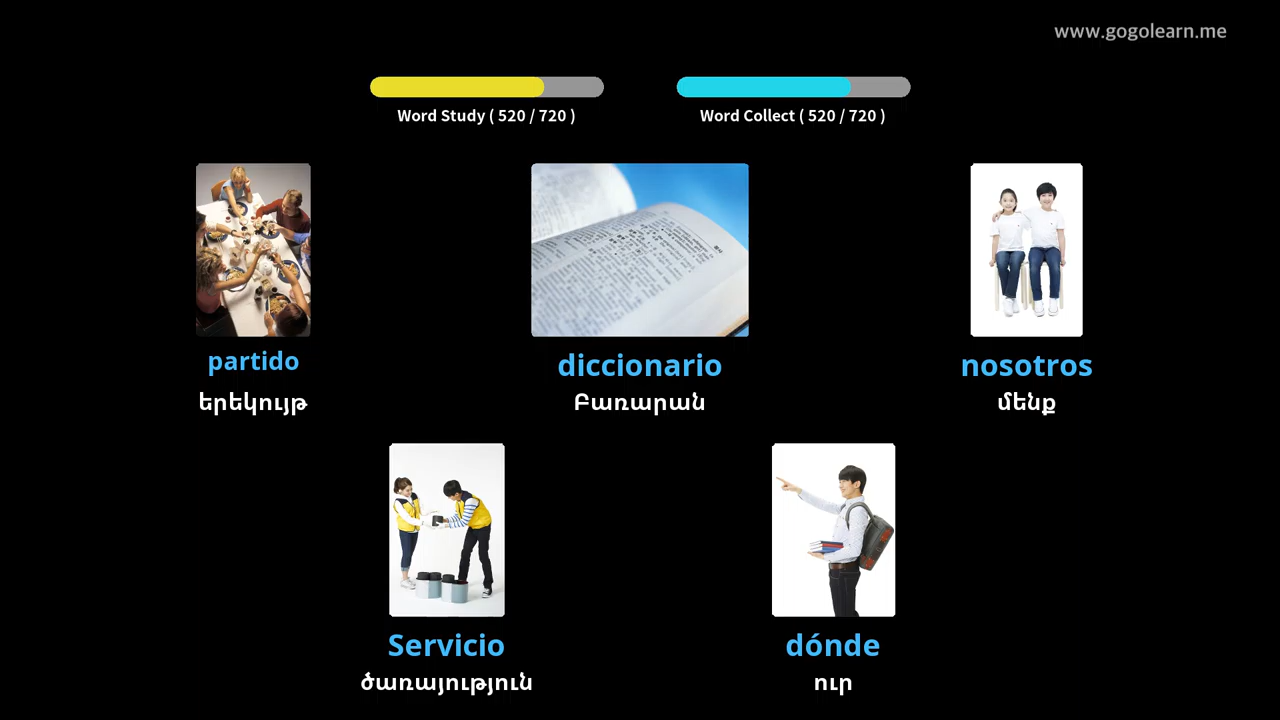 www.gogolearn.me
Word Study ( 520 / 720 )
Word Collect ( 520 / 720 )
partido
երեկույթ
diccionario
Բառարան
nosotros
մենք
Servicio
ծառայություն
dónde
ուր